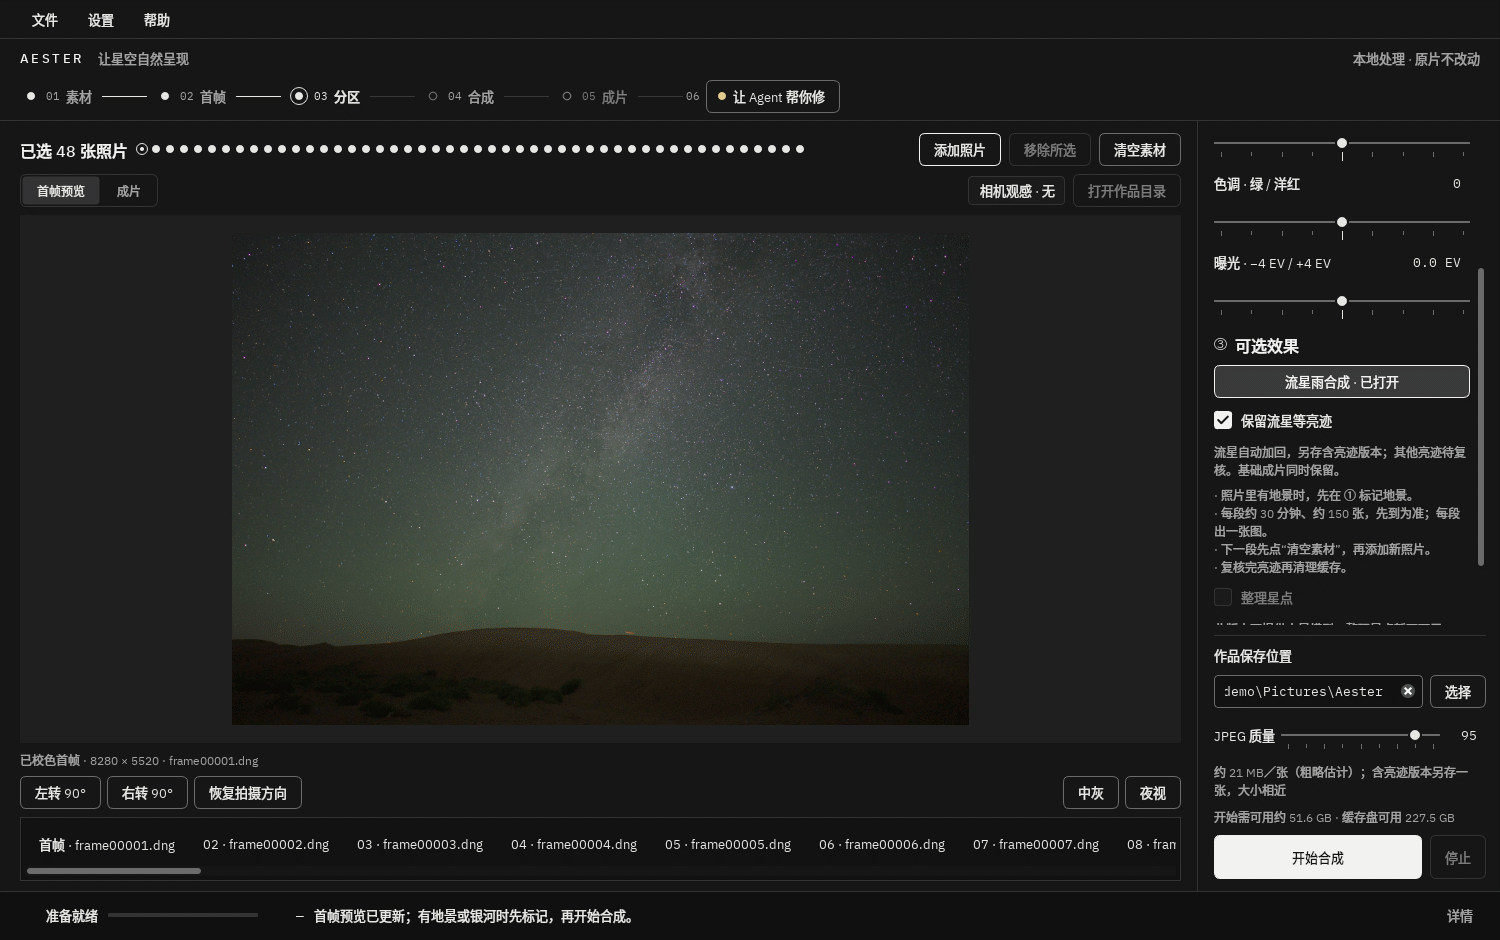 文件 设置 帮助
AESTER 让星空自然呈现 本地处理 · 原片不改动
01 素材 02 首帧 03 分区 04 合成 05 成片 06 让 Agent 帮你修
已选 48 张照片 添加照片 移除所选 清空素材
首帧预览 成片 相机观感 · 无 打开作品目录
色调 · 绿 / 洋红 0
曝光 · −4 EV / +4 EV 0.0 EV
③ 可选效果
流星雨合成 · 已打开
保留流星等亮迹
流星自动加回，另存含亮迹版本；其他亮迹待复
核。基础成片同时保留。
· 照片里有地景时，先在 ① 标记地景。
· 每段约 30 分钟、约 150 张，先到为准；每段
出一张图。
· 下一段先点“清空素材”，再添加新照片。
· 复核完亮迹再清理缓存。
整理星点
作品保存位置
demo\Pictures\Aester 选择
JPEG 质量 95
约 21 MB／张（粗略估计）；含亮迹版本另存一
张，大小相近
开始需可用约 51.6 GB · 缓存盘可用 227.5 GB
开始合成 停止
已校色首帧 · 8280 × 5520 · frame00001.dng
左转 90° 右转 90° 恢复拍摄方向 中灰 夜视
首帧 · frame00001.dng 02 · frame00002.dng 03 · frame00003.dng 04 · frame00004.dng 05 · frame00005.dng 06 · frame00006.dng 07 · frame00007.dng 08 · fram
准备就绪 — 首帧预览已更新；有地景或银河时先标记，再开始合成。 详情